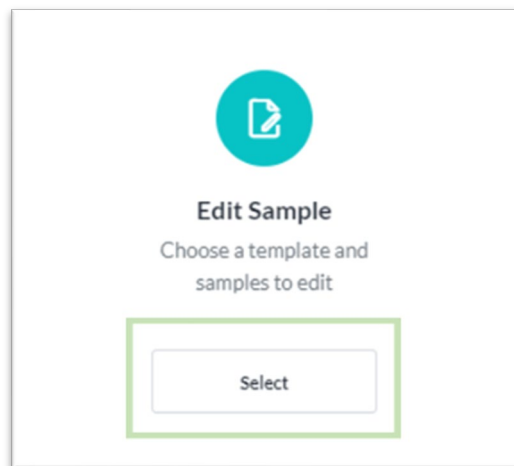 Edit Sample
Choose a template and
samples to edit
Select